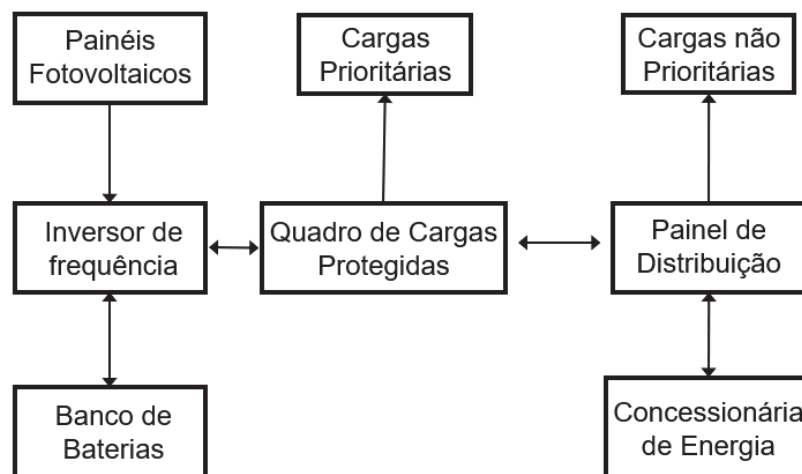 Painéis
Fotovoltaicos
Cargas
Prioritárias
Cargas não
Prioritárias
Inversor de
frequência
Quadro de Cargas
Protegidas
Painel de
Distribuição
Banco de
Baterias
Concessionária
de Energia